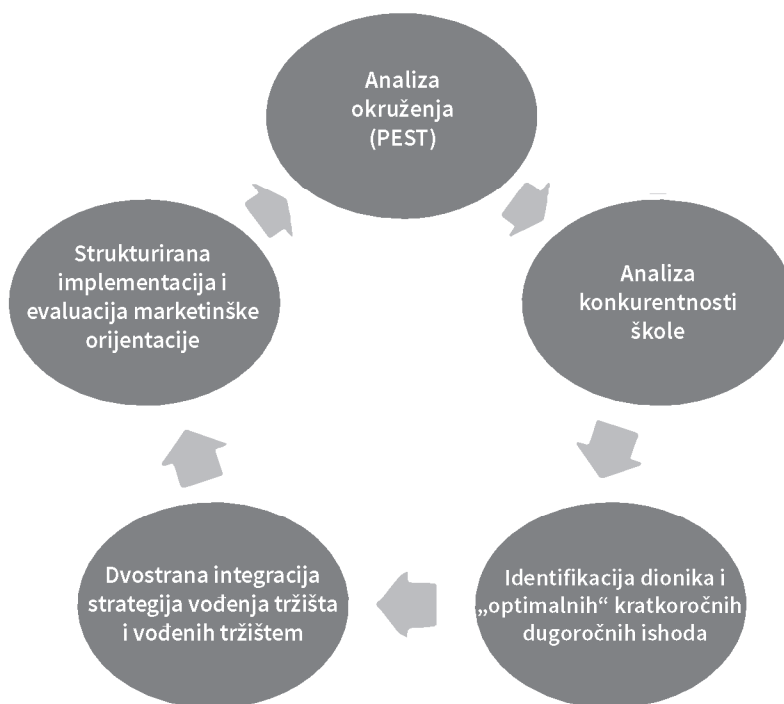 Analiza
okruženja
(PEST)
Analiza
konkurentnosti
škole
Identifikacija dionika i
„optimalnih“ kratkoročnih
dugoročnih ishoda
Dvostrana integracija
strategija vođenja tržišta
i vođenih tržištem
Strukturirana
implementacija i
evaluacija marketinške
orijentacije